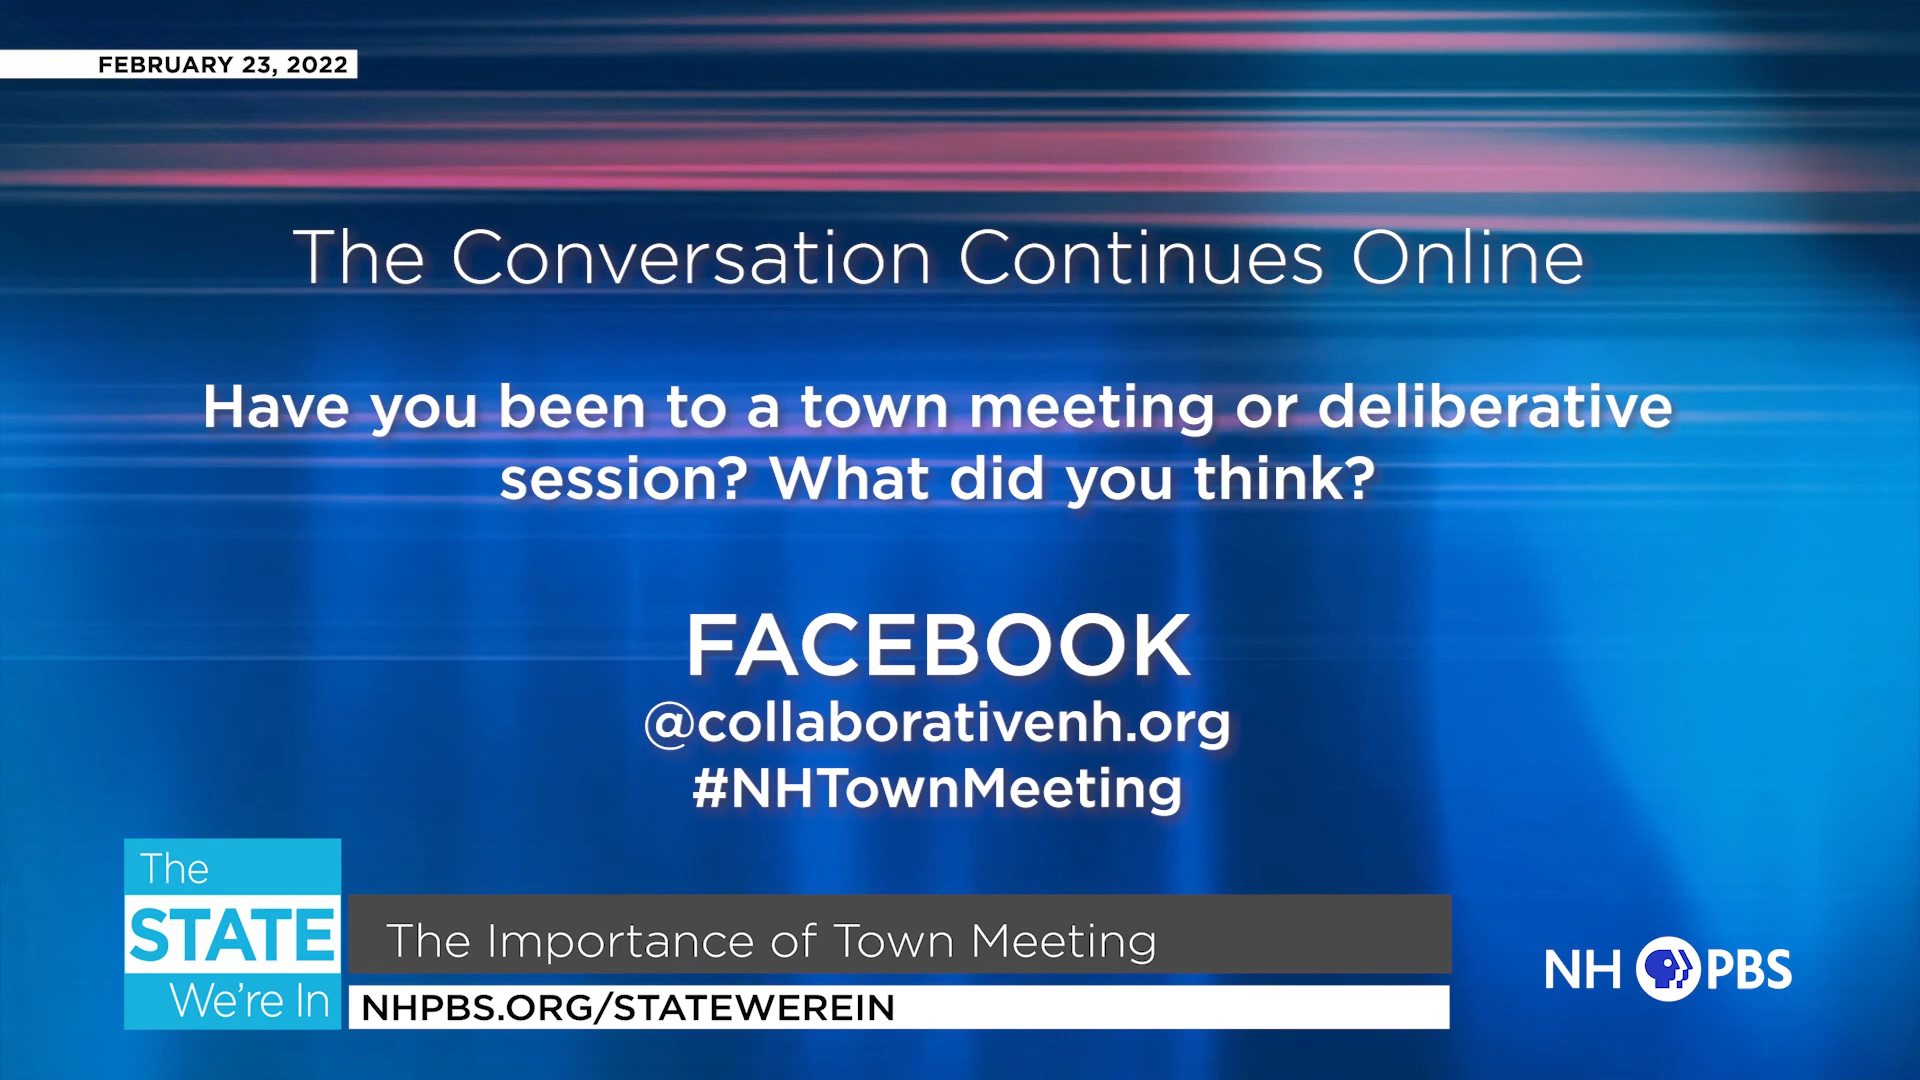 FEBRUARY 23, 2022
The Conversation Continues Online
Have you been to a town meeting or deliberative
session? What did you think?
FACEBOOK
@collaborativenh.org
#NHTownMeeting
The
STATE
We're In
The Importance of Town Meeting
NHPBS.ORG/STATEWEREIN
NH PBS